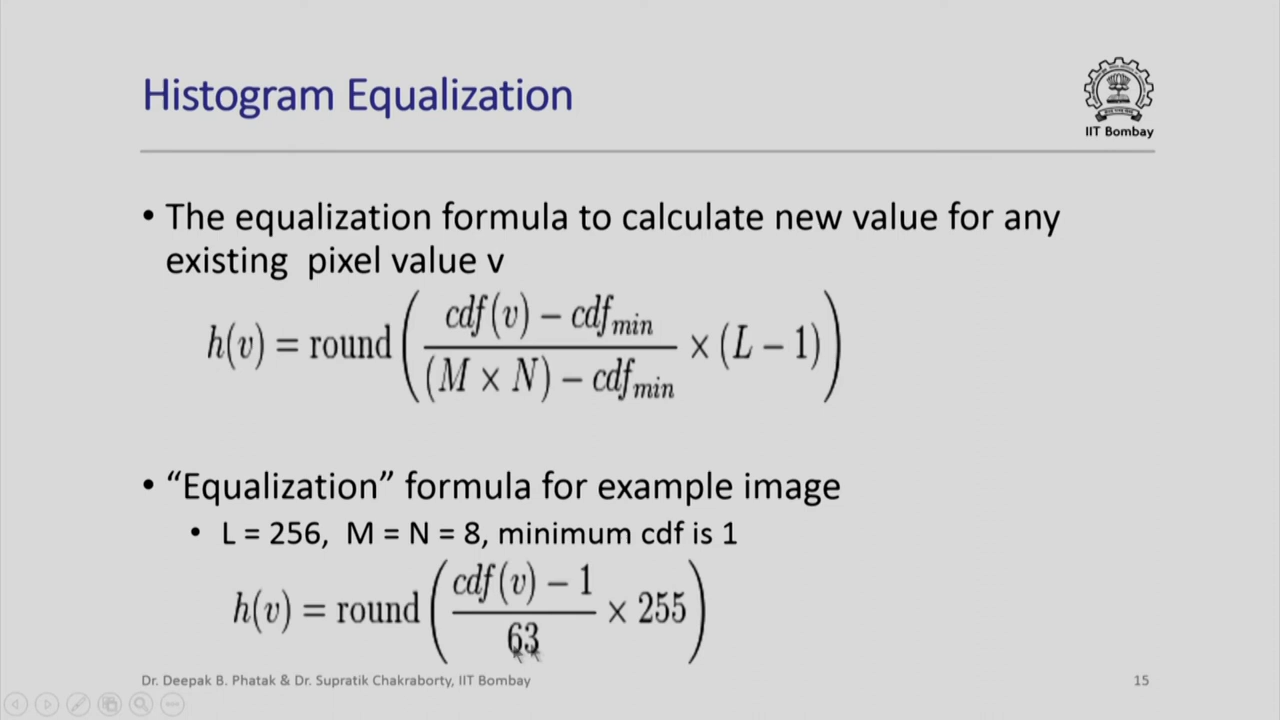 Histogram Equalization
IIT Bombay
• The equalization formula to calculate new value for any
existing pixel value v
h(v) = round( (cdf(v) − cdf_min) / ((M × N) − cdf_min) × (L − 1) )
• “Equalization” formula for example image
• L = 256, M = N = 8, minimum cdf is 1
h(v) = round( (cdf(v) − 1) / 63 × 255 )
Dr. Deepak B. Phatak & Dr. Supratik Chakraborty, IIT Bombay
15